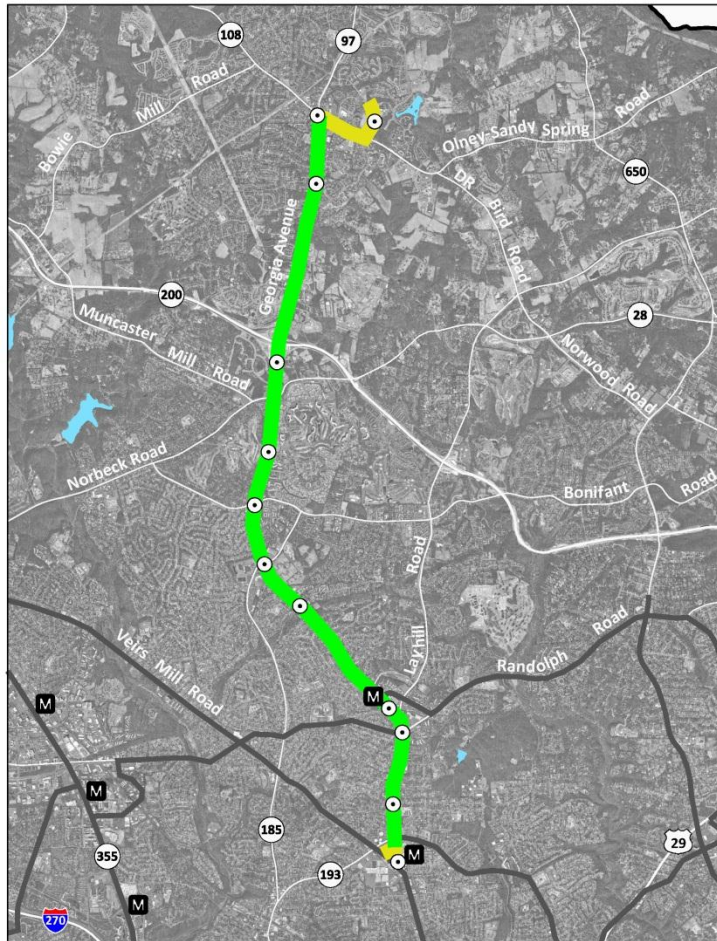 108
97
Bowie Mill Road
Olney-Sandy Spring Road
650
DR Bird Road
Georgia Avenue
200
28
Muncaster Mill Road
Norwood Road
Norbeck Road
Bonifant Road
Layhill Road
Randolph Road
Veirs Mill Road
M
M
M
M
M
185
29
355
193
270